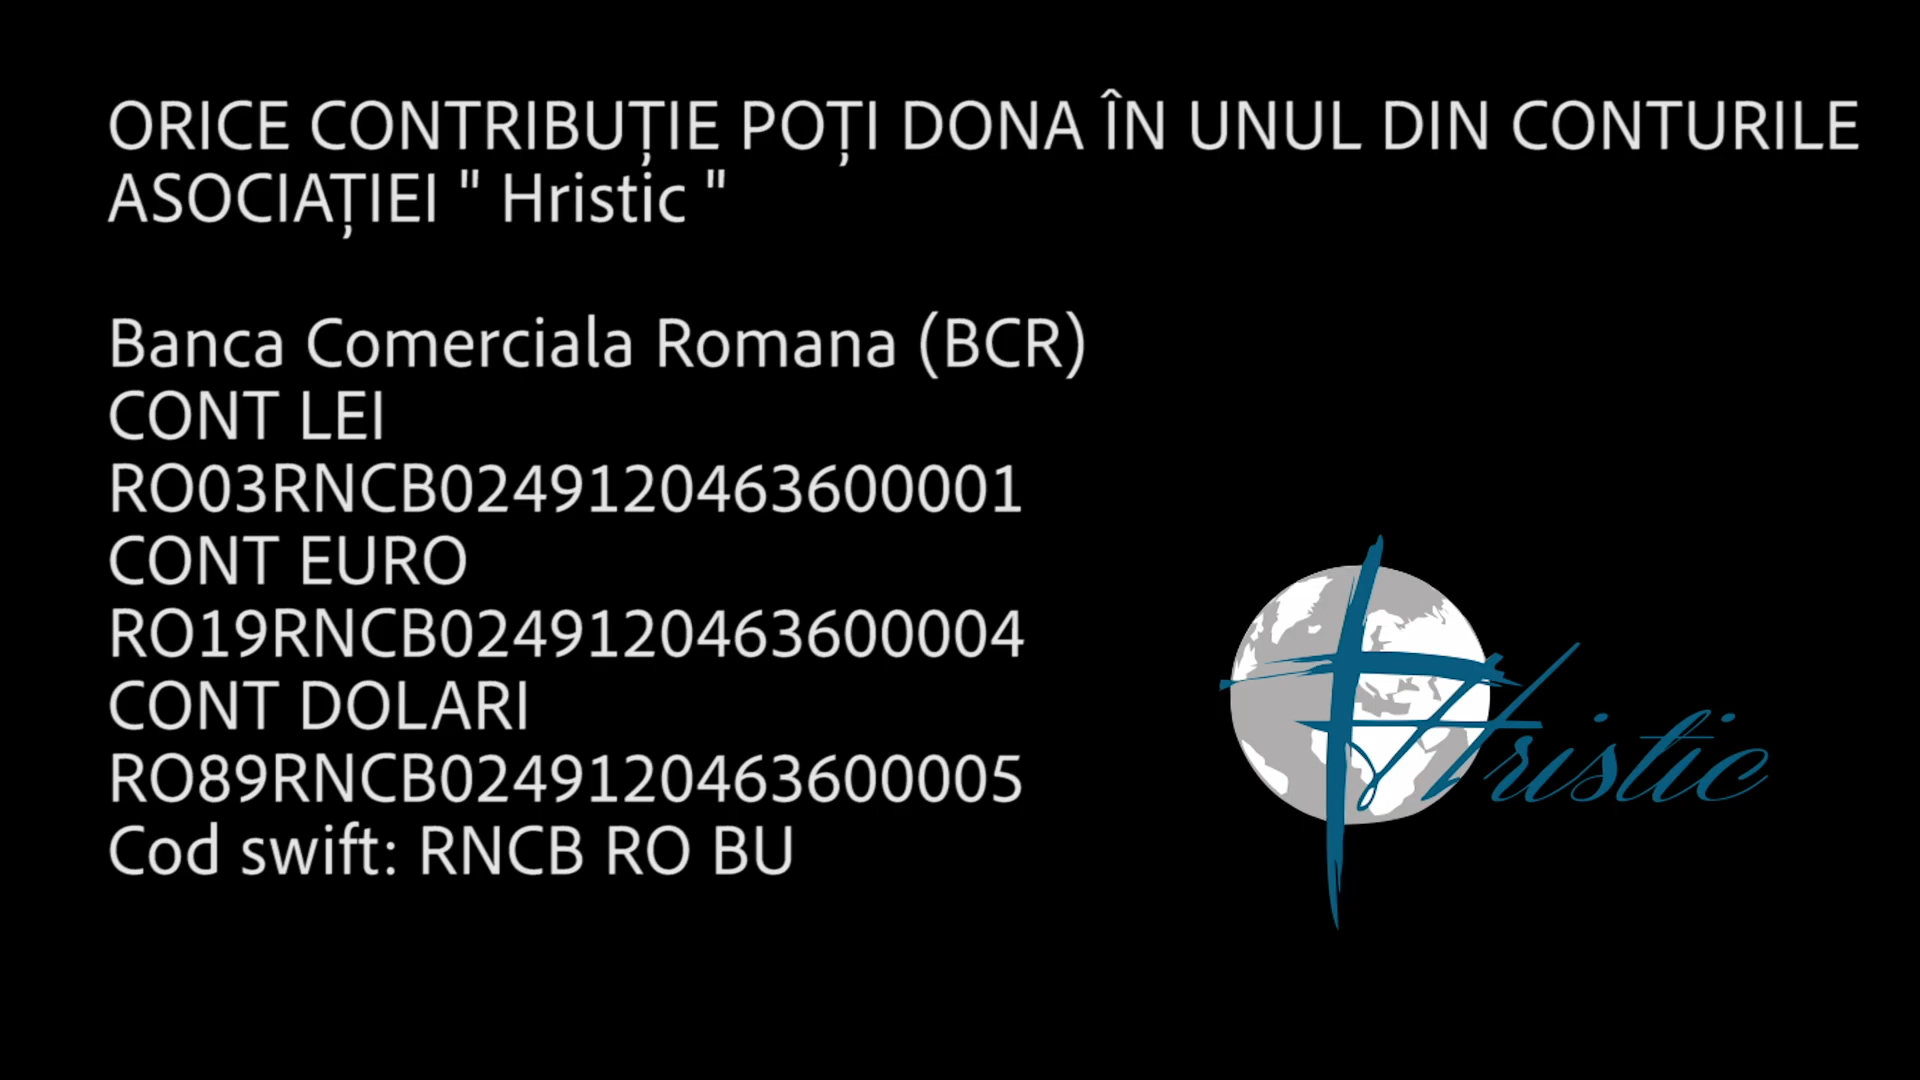 ORICE CONTRIBUȚIE POȚI DONA ÎN UNUL DIN CONTURILE
ASOCIAȚIEI " Hristic "
Banca Comerciala Romana (BCR)
CONT LEI
RO03RNCB0249120463600001
CONT EURO
RO19RNCB0249120463600004
CONT DOLARI
RO89RNCB0249120463600005
Cod swift: RNCB RO BU
Hristic